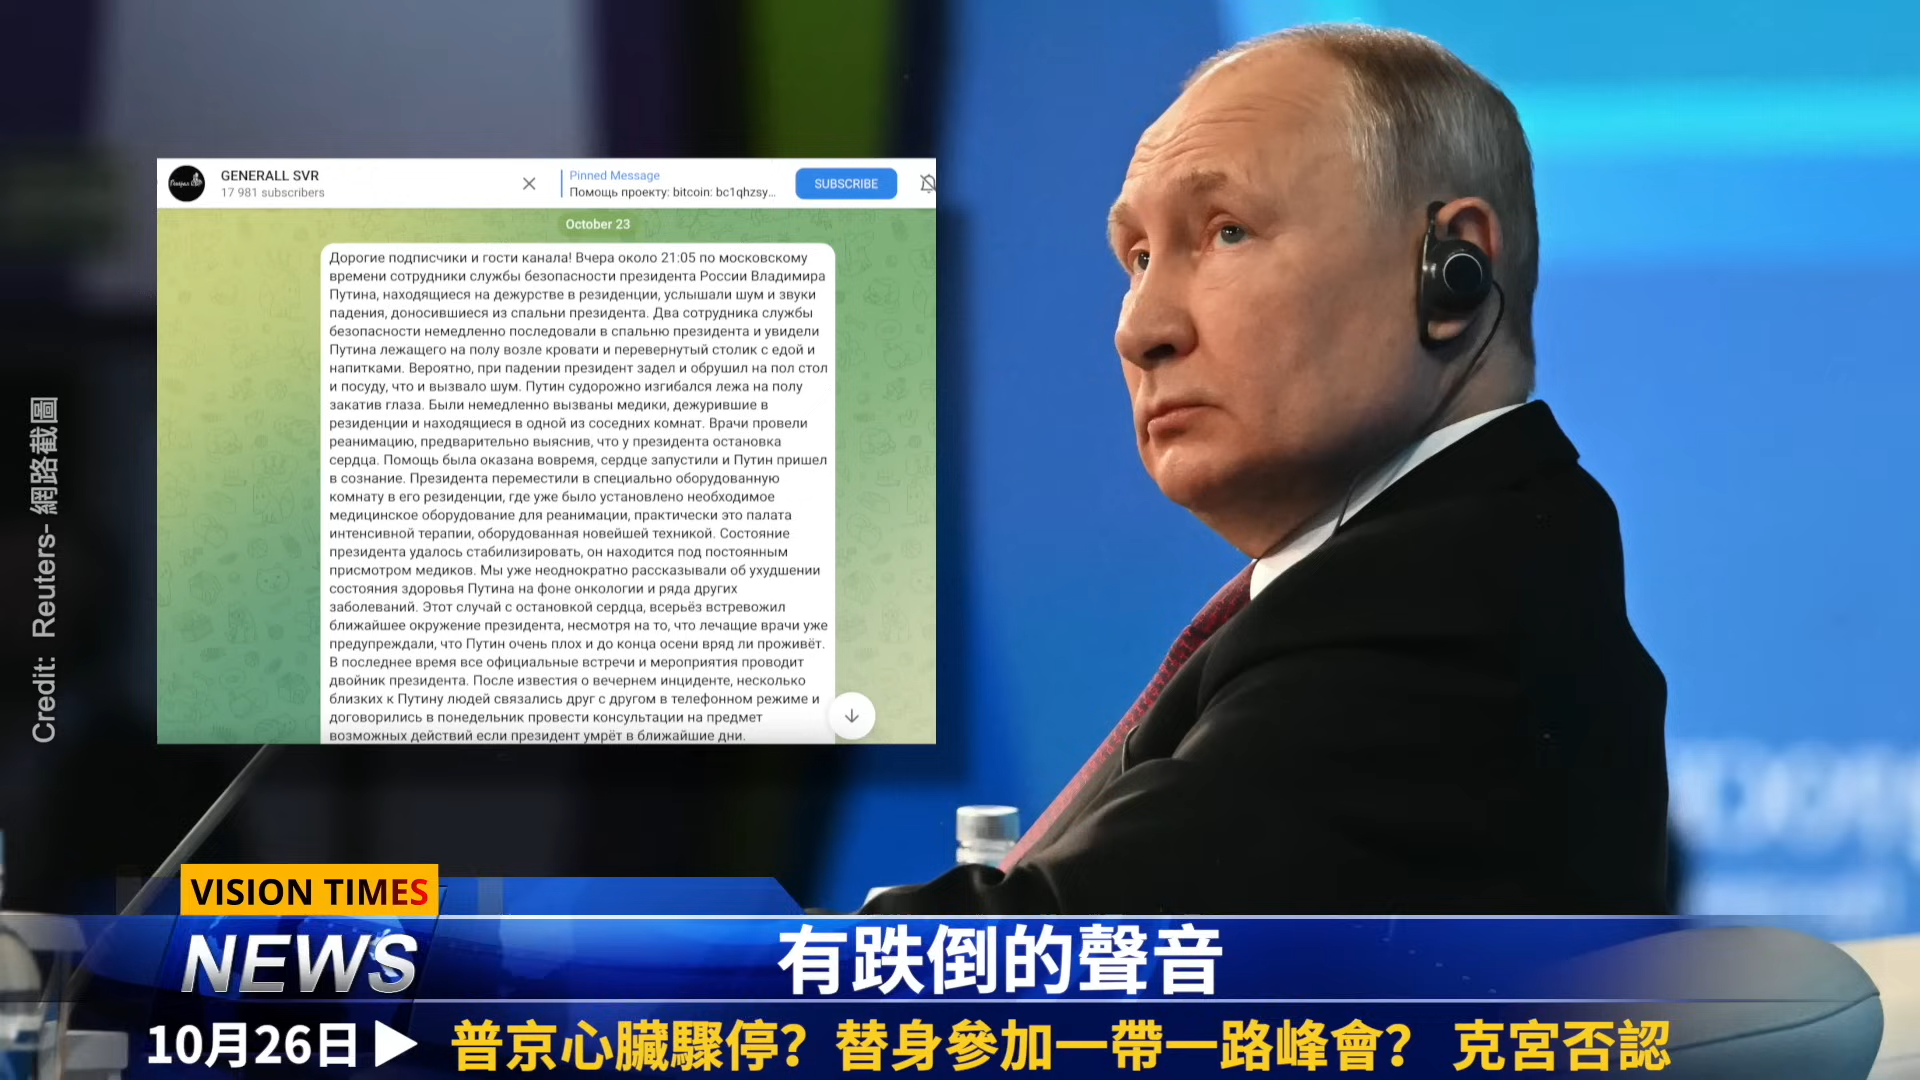 GENERALL SVR
17 981 subscribers
Pinned Message
Помощь проекту: bitcoin: bc1qhzsy...
SUBSCRIBE
October 23
Дорогие подписчики и гости канала! Вчера около 21:05 по московскому
времени сотрудники службы безопасности президента России Владимира
Путина, находящиеся на дежурстве в резиденции, услышали шум и звуки
падения, доносившиеся из спальни президента. Два сотрудника службы
безопасности немедленно последовали в спальню президента и увидели
Путина лежащего на полу возле кровати и перевернутый столик с едой и
напитками. Вероятно, при падении президент задел и обрушил на пол стол
и посуду, что и вызвало шум. Путин судорожно изгибался лежа на полу
закатив глаза. Были немедленно вызваны медики, дежурившие в
резиденции и находящиеся в одной из соседних комнат. Врачи провели
реанимацию, предварительно выяснив, что у президента остановка
сердца. Помощь была оказана вовремя, сердце запустили и Путин пришел
в сознание. Президента переместили в специально оборудованную
комнату в его резиденции, где уже было установлено необходимое
медицинское оборудование для реанимации, практически это палата
интенсивной терапии, оборудованная новейшей техникой. Состояние
президента удалось стабилизировать, он находится под постоянным
присмотром медиков. Мы уже неоднократно рассказывали об ухудшении
состояния здоровья Путина на фоне онкологии и ряда других
заболеваний. Этот случай с остановкой сердца, всерьёз встревожил
ближайшее окружение президента, несмотря на то, что лечащие врачи уже
предупреждали, что Путин очень плох и до конца осени вряд ли проживёт.
В последнее время все официальные встречи и мероприятия проводит
двойник президента. После известия о вечернем инциденте, несколько
близких к Путину людей связались друг с другом в телефонном режиме и
договорились в понедельник провести консультации на предмет
возможных действий если президент умрёт в ближайшие дни.
Credit: Reuters- 網路截圖
VISION TIMES
NEWS
有跌倒的聲音
10月26日
普京心臟驟停？替身參加一帶一路峰會？ 克宮否認